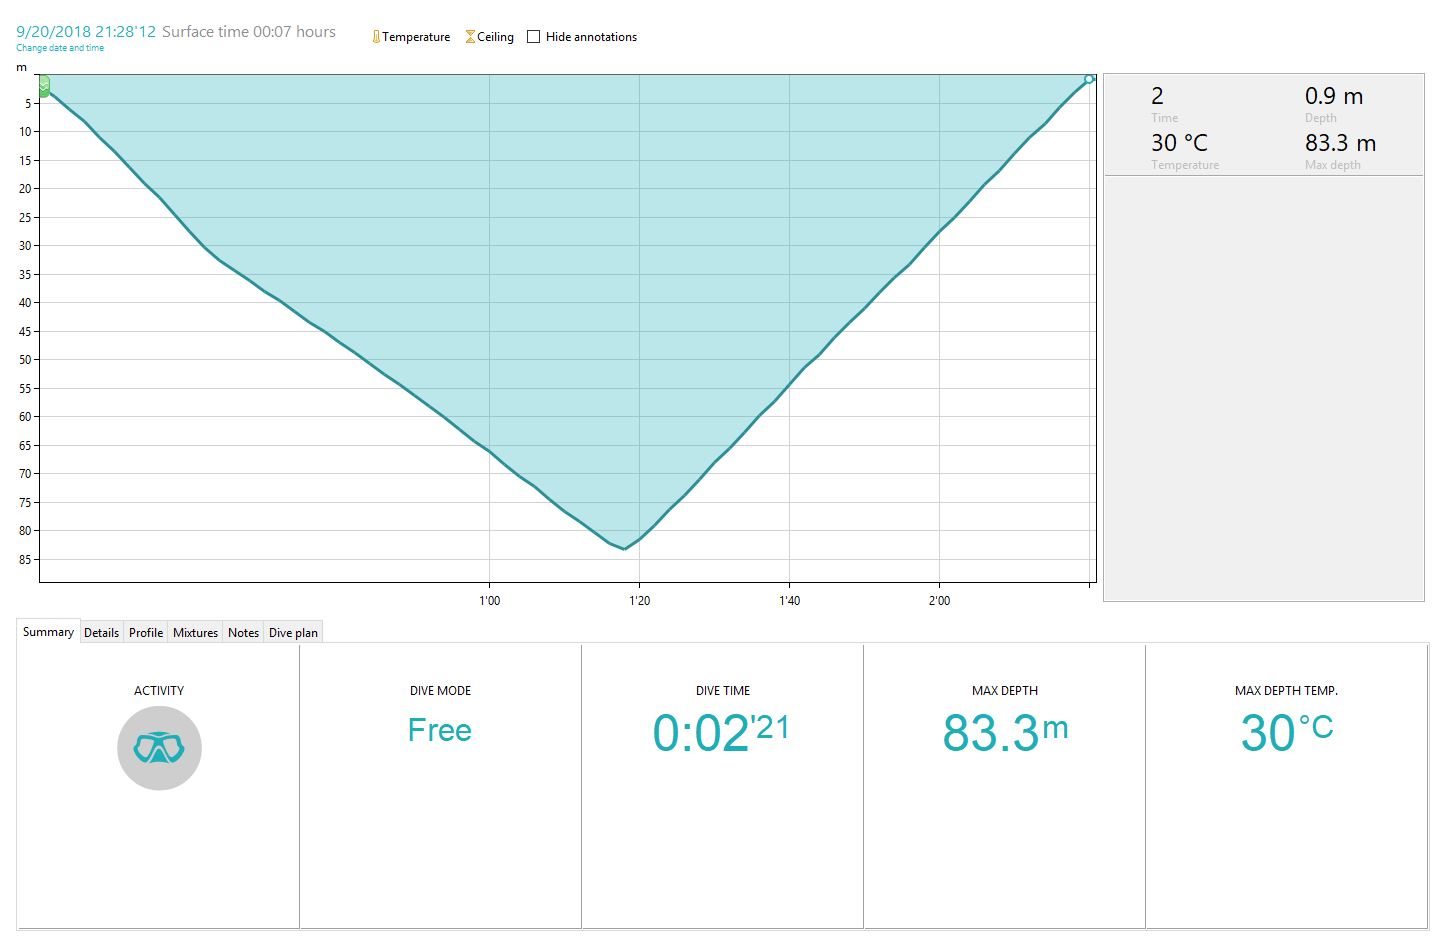 9/20/2018 21:28'12 Surface time 00:07 hours
Change date and time
Temperature Ceiling Hide annotations
m
5
10
15
20
25
30
35
40
45
50
55
60
65
70
75
80
85
1'00 1'20 1'40 2'00
2 0.9 m
Time Depth
30 °C 83.3 m
Temperature Max depth
Summary Details Profile Mixtures Notes Dive plan
ACTIVITY DIVE MODE DIVE TIME MAX DEPTH MAX DEPTH TEMP.
Free 0:02'21 83.3m 30°C